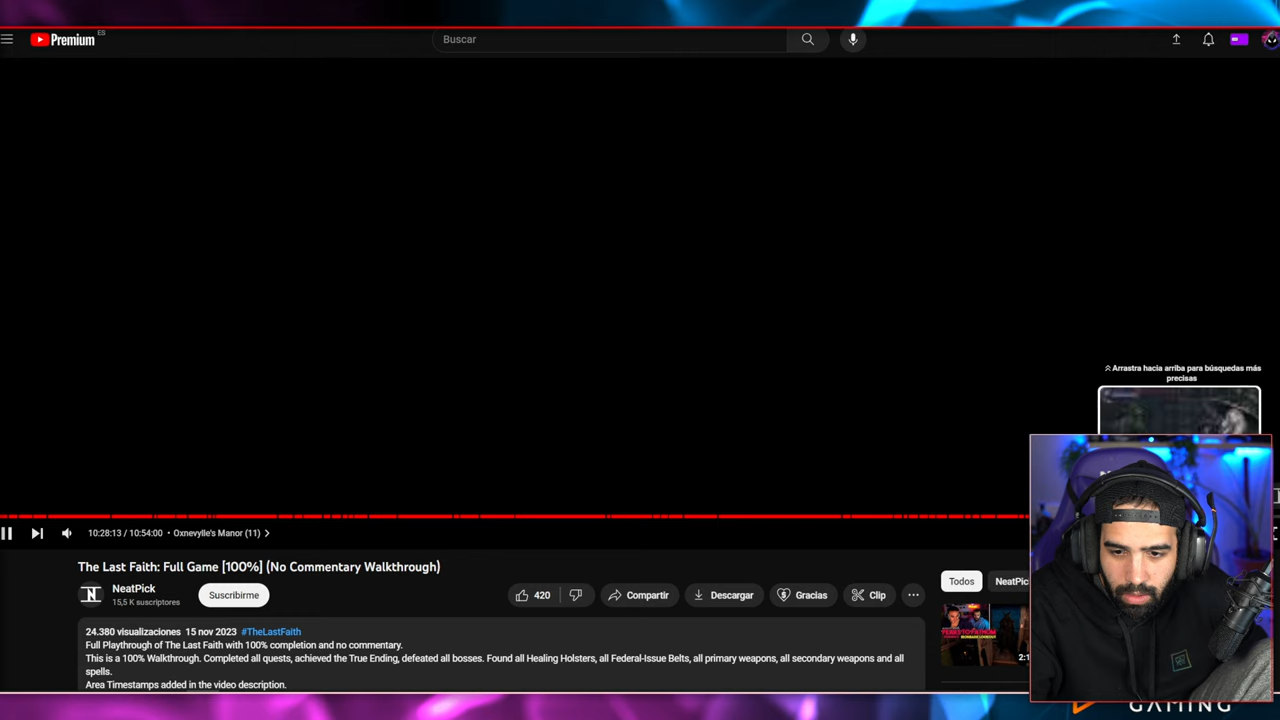 Premium ES
Buscar
Arrastra hacia arriba para búsquedas más
precisas
10:28:13 / 10:54:00 • Oxnevylle's Manor (11)
The Last Faith: Full Game [100%] (No Commentary Walkthrough)
N
NeatPick
15,5 K suscriptores
Suscribirme
420
Compartir
Descargar
Gracias
Clip
Todos
NeatPic
24.380 visualizaciones 15 nov 2023 #TheLastFaith
Full Playthrough of The Last Faith with 100% completion and no commentary.
This is a 100% Walkthrough. Completed all quests, achieved the True Ending, defeated all bosses. Found all Healing Holsters, all Federal-Issue Belts, all primary weapons, all secondary weapons and all
spells.
Area Timestamps added in the video description.
2:1
GAMING